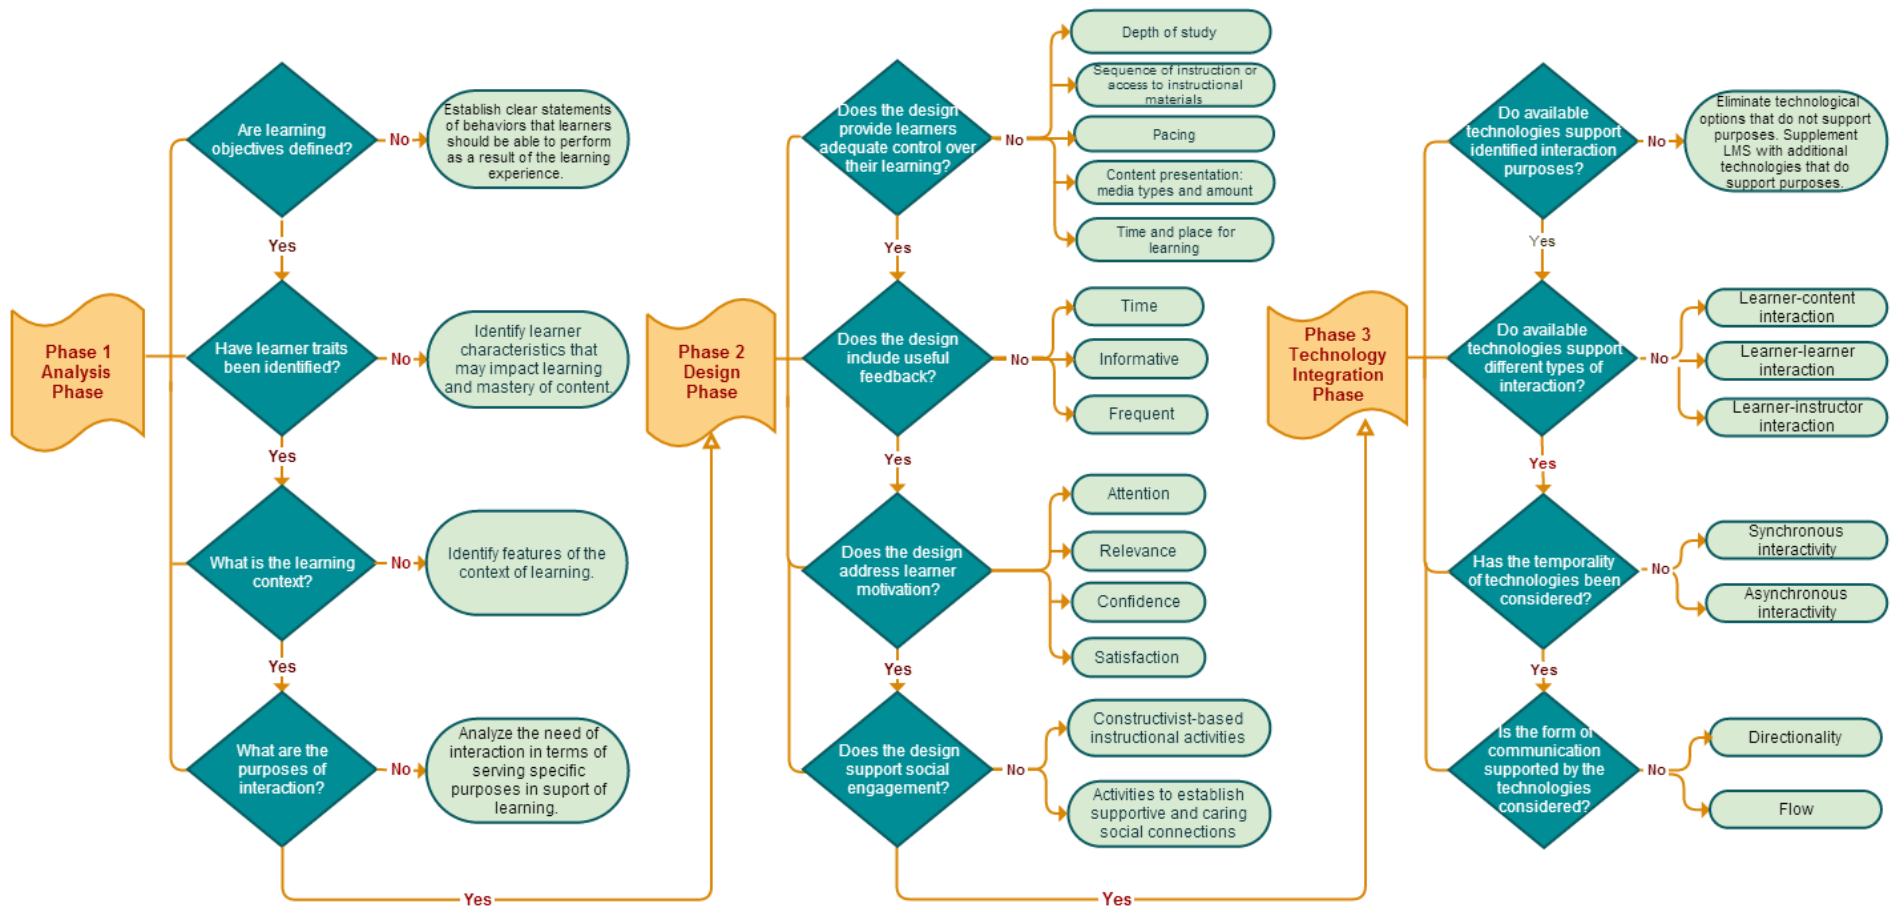 Phase 1
Analysis
Phase
Are learning
objectives defined?
No
Establish clear statements
of behaviors that learners
should be able to perform
as a result of the learning
experience.
Yes
Have learner traits
been identified?
No
Identify learner
characteristics that
may impact learning
and mastery of content.
Yes
What is the learning
context?
No
Identify features of the
context of learning.
Yes
What are the
purposes of
interaction?
No
Analyze the need of
interaction in terms of
serving specific
purposes in suport of
learning.
Yes
Phase 2
Design
Phase
Does the design
provide learners
adequate control over
their learning?
No
Depth of study
Sequence of instruction or
access to instructional
materials
Pacing
Content presentation:
media types and amount
Time and place for
learning
Yes
Does the design
include useful
feedback?
No
Time
Informative
Frequent
Yes
Does the design
address learner
motivation?
Attention
Relevance
Confidence
Satisfaction
Yes
Does the design
support social
engagement?
No
Constructivist-based
instructional activities
Activities to establish
supportive and caring
social connections
Yes
Phase 3
Technology
Integration
Phase
Do available
technologies support
identified interaction
purposes?
No
Eliminate technological
options that do not support
purposes. Supplement
LMS with additional
technologies that do
support purposes.
Yes
Do available
technologies support
different types of
interaction?
No
Learner-content
interaction
Learner-learner
interaction
Learner-instructor
interaction
Yes
Has the temporality
of technologies been
considered?
No
Synchronous
interactivity
Asynchronous
interactivity
Yes
Is the form of
communication
supported by the
technologies
considered?
No
Directionality
Flow